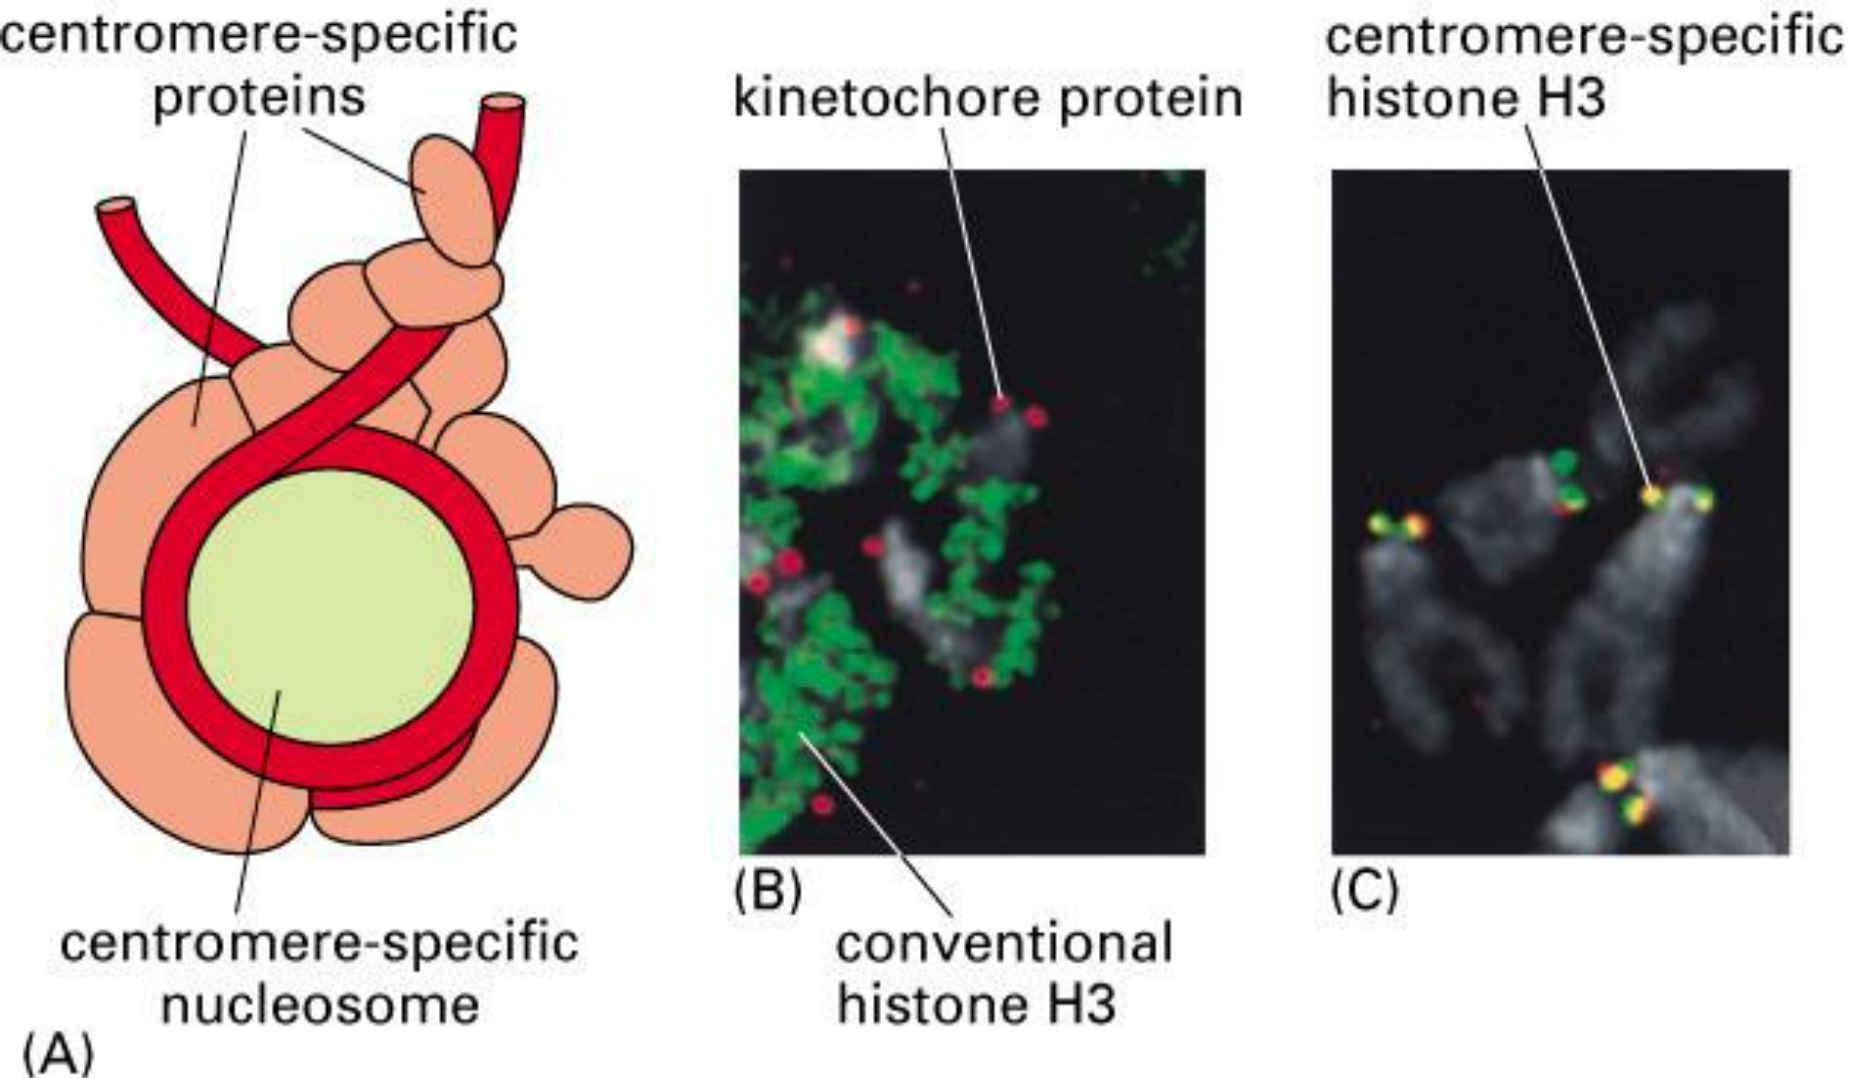 centromere-specific
proteins
centromere-specific
nucleosome
(A)
kinetochore protein
(B)
conventional
histone H3
centromere-specific
histone H3
(C)